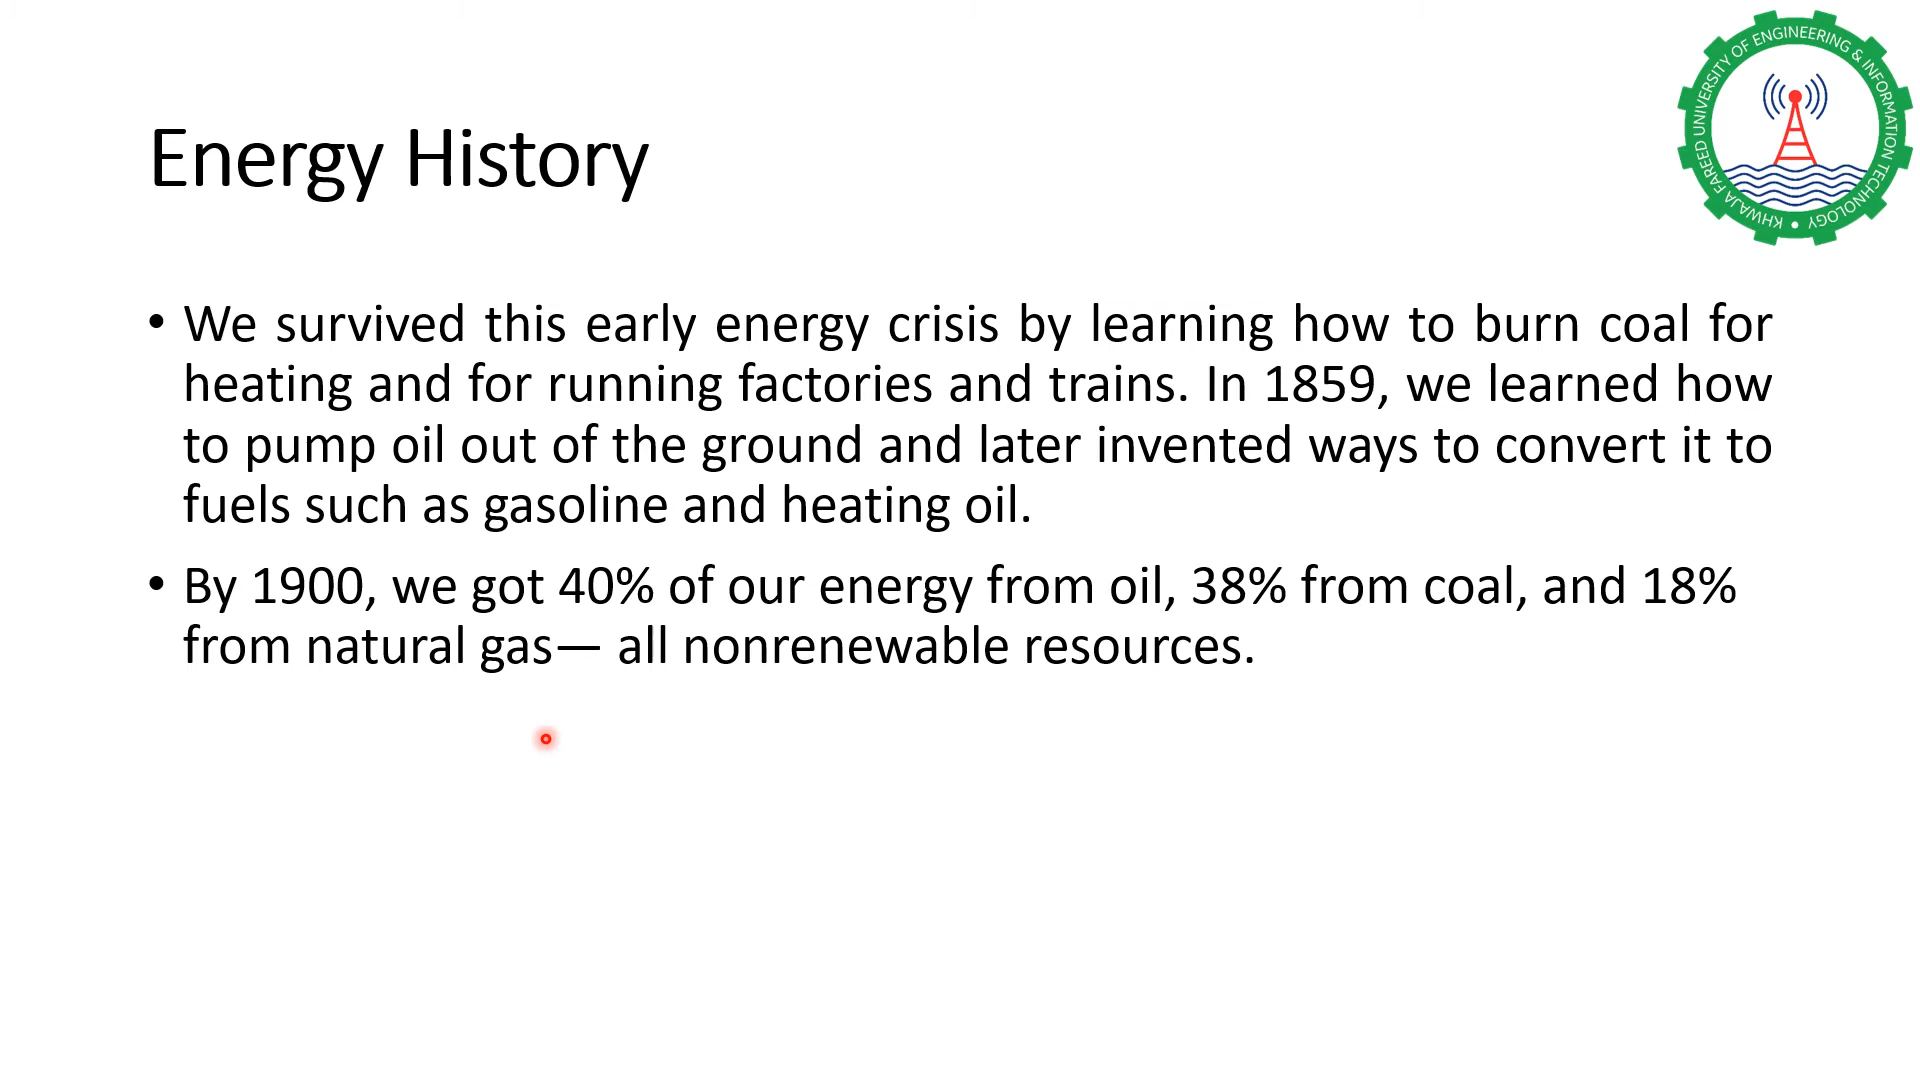 KHWAJA FAREED UNIVERSITY OF ENGINEERING & INFORMATION TECHNOLOGY •
Energy History
• We survived this early energy crisis by learning how to burn coal for
heating and for running factories and trains. In 1859, we learned how
to pump oil out of the ground and later invented ways to convert it to
fuels such as gasoline and heating oil.
• By 1900, we got 40% of our energy from oil, 38% from coal, and 18%
from natural gas— all nonrenewable resources.